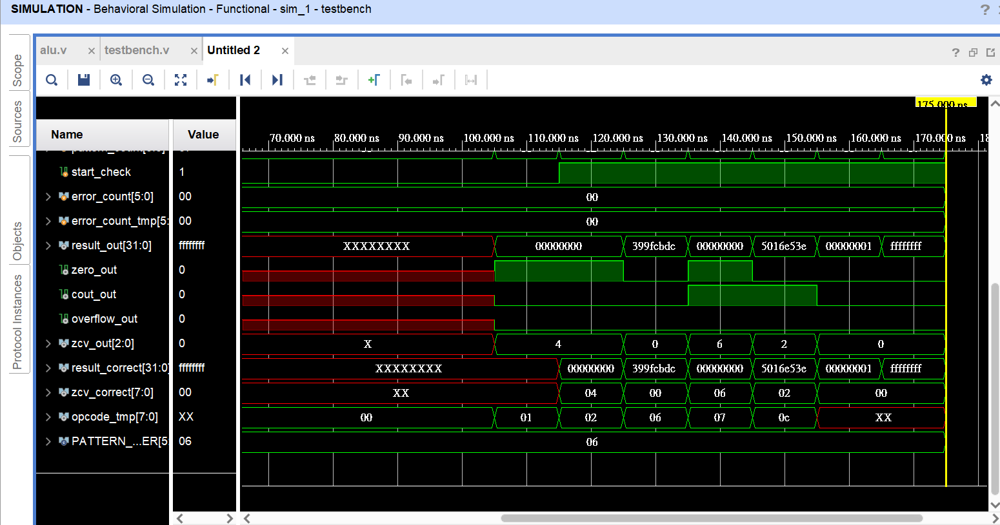 SIMULATION - Behavioral Simulation - Functional - sim_1 - testbench
?
Scope
Sources
Objects
Protocol Instances
alu.v × testbench.v × Untitled 2 ×
?
175.000 ns
Name Value
70.000 ns 80.000 ns 90.000 ns 100.000 ns 110.000 ns 120.000 ns 130.000 ns 140.000 ns 150.000 ns 160.000 ns 170.000 ns 18
start_check 1
error_count[5:0] 00 00
error_count_tmp[5: 00 00
result_out[31:0] ffffffff XXXXXXXX 00000000 399fcbdc 00000000 5016e53e 00000001 ffffffff
zero_out 0
cout_out 0
overflow_out 0
zcv_out[2:0] 0 X 4 0 6 2 0
result_correct[31:0] ffffffff XXXXXXXX 00000000 399fcbdc 00000000 5016e53e 00000001 ffffffff
zcv_correct[7:0] 00 XX 04 00 06 02 00
opcode_tmp[7:0] XX 00 01 02 06 07 0c XX
PATTERN_...ER[5: 06 06